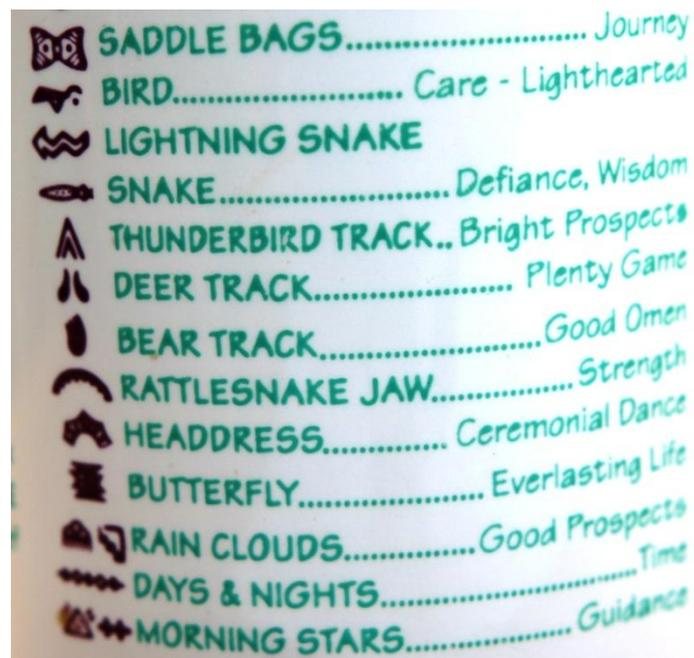 SADDLE BAGS.............................. Journey
BIRD............................. Care - Lighthearted
LIGHTNING SNAKE
SNAKE............................. Defiance, Wisdom
THUNDERBIRD TRACK.. Bright Prospects
DEER TRACK......................... Plenty Game
BEAR TRACK............................Good Omen
RATTLESNAKE JAW................. Strength
HEADDRESS............... Ceremonial Dance
BUTTERFLY....................... Everlasting Life
RAIN CLOUDS................Good Prospects
DAYS & NIGHTS................................Time
MORNING STARS..................... Guidance